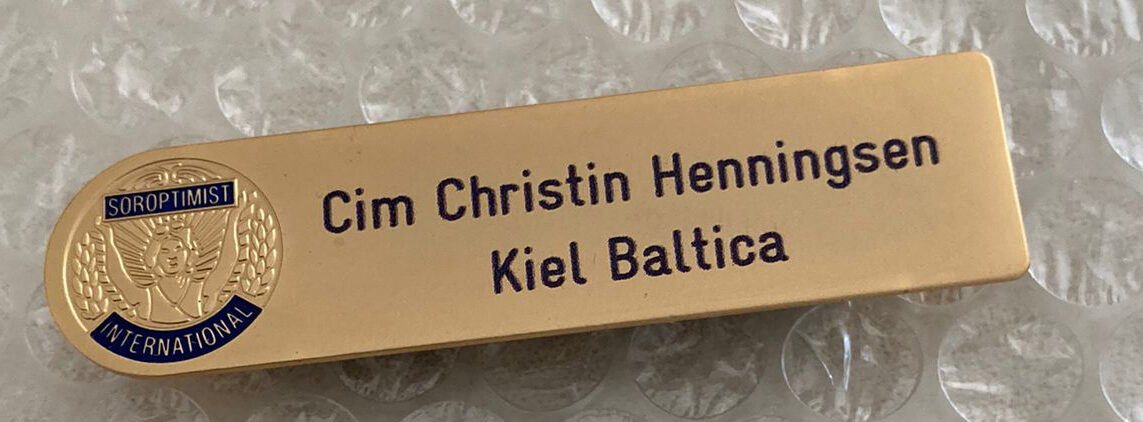 SOROPTIMIST
INTERNATIONAL
Cim Christin Henningsen
Kiel Baltica